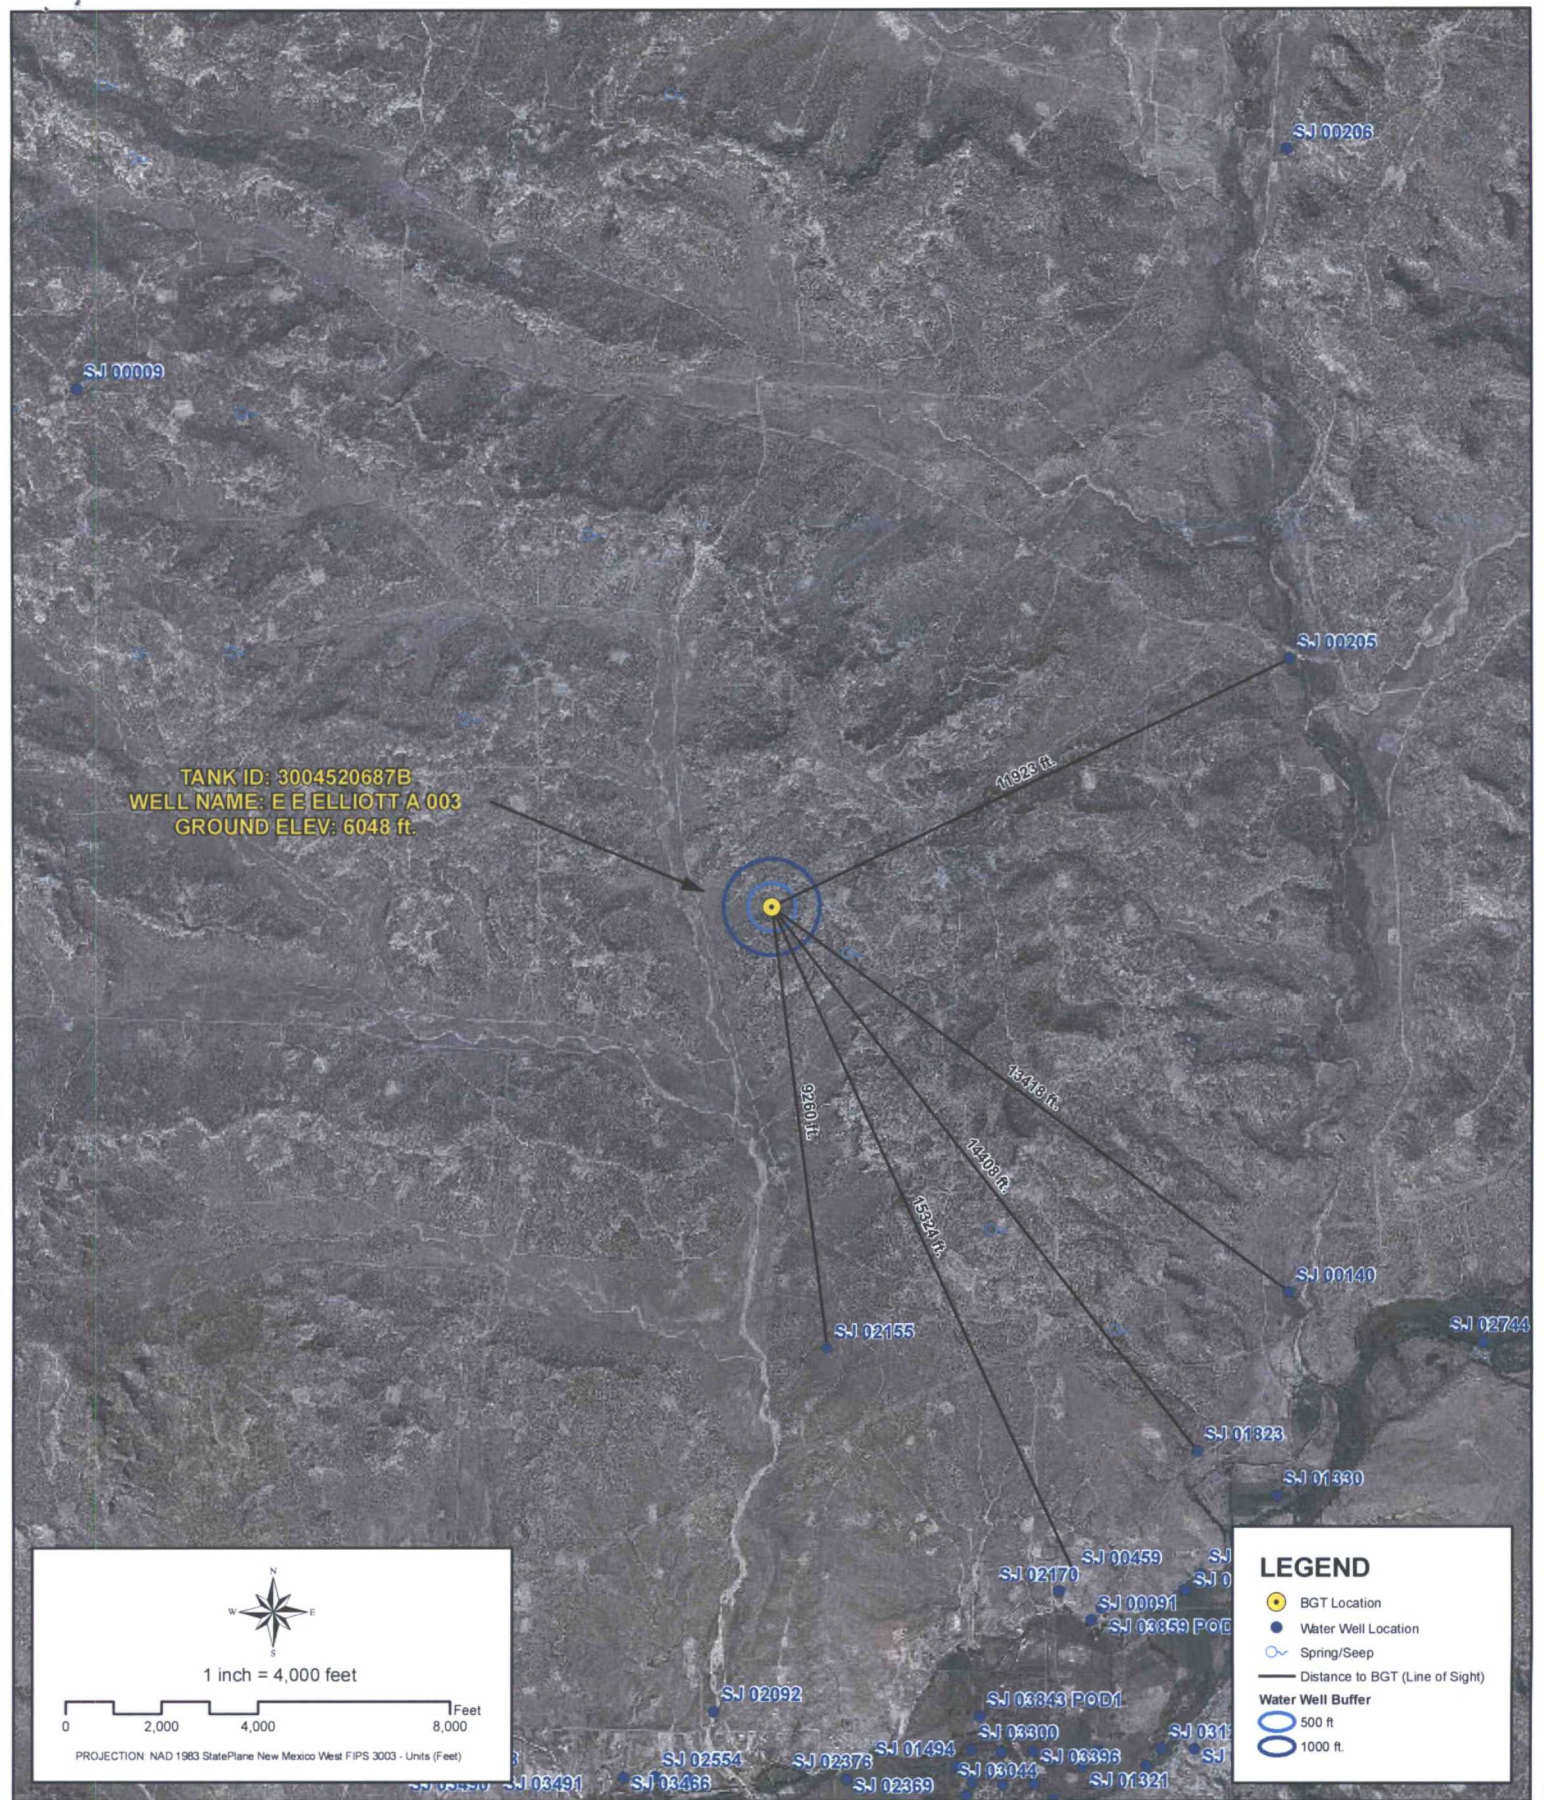 SJ 00206
SJ 00009
SJ 00205
11923 ft.
TANK ID: 3004520687B
WELL NAME: E E ELLIOTT A 003
GROUND ELEV: 6048 ft.
13418 ft.
9260 ft.
14408 ft.
15324 ft.
SJ 00140
SJ 02744
SJ 02155
SJ 01823
SJ 01330
SJ 00459
SJ
SJ 02170
SJ 0
SJ 00091
SJ 03859 POD
N
W E
S
1 inch = 4,000 feet
Feet
0 2,000 4,000 8,000
PROJECTION: NAD 1983 StatePlane New Mexico West FIPS 3003 - Units (Feet)
LEGEND
BGT Location
Water Well Location
Spring/Seep
Distance to BGT (Line of Sight)
Water Well Buffer
500 ft
1000 ft.
SJ 02092
SJ 03843 POD1
SJ 03300
SJ 01494
SJ 03396
SJ
SJ 02554
SJ 02376
SJ 03044
SJ 01321
SJ 03491
SJ 03466
SJ 02369